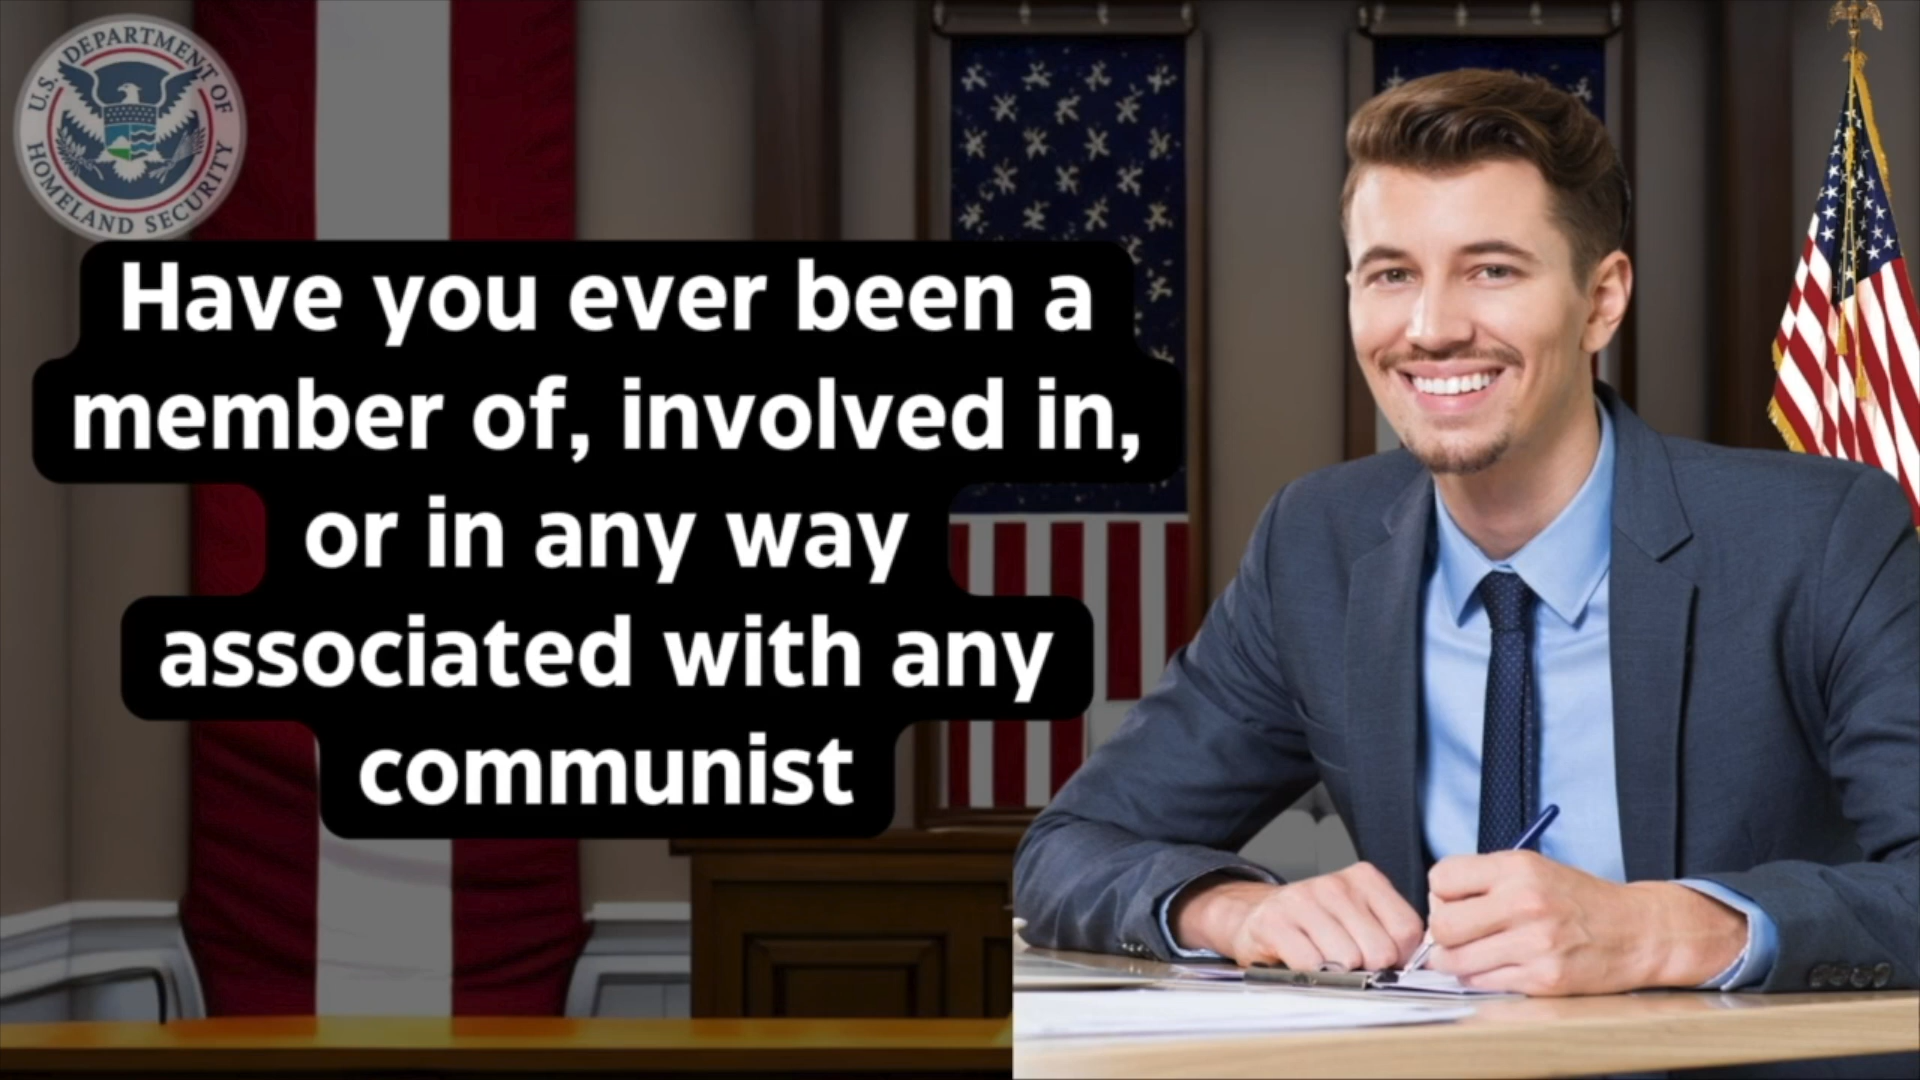 U.S. DEPARTMENT OF
HOMELAND SECURITY
Have you ever been a
member of, involved in,
or in any way
associated with any
communist